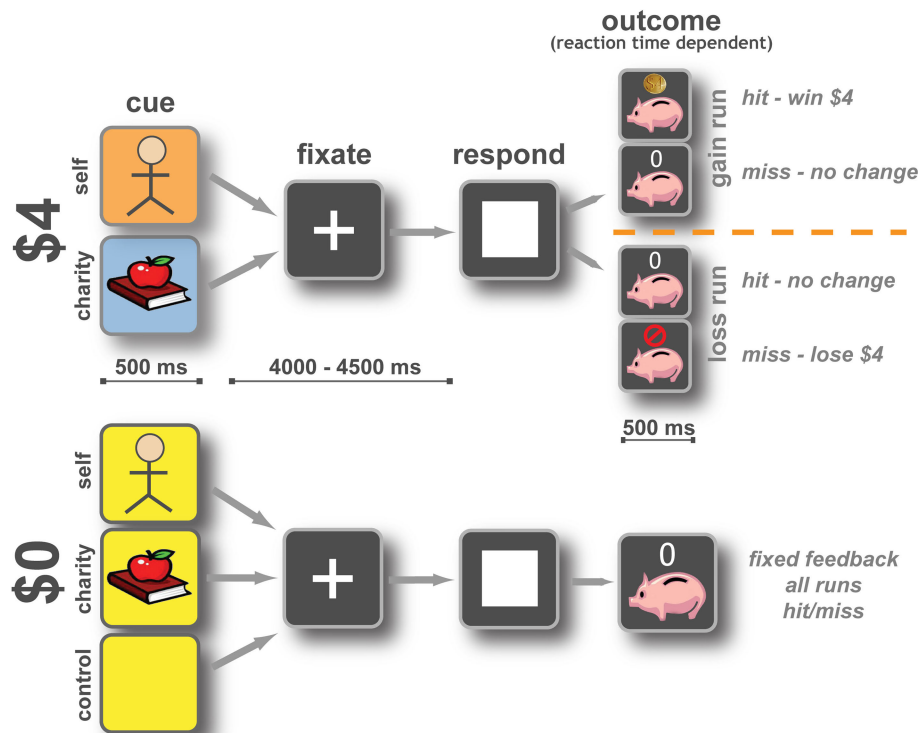 outcome
(reaction time dependent)
cue
fixate
respond
$4
self
charity
gain run
loss run
hit - win $4
0
miss - no change
0
hit - no change
miss - lose $4
500 ms
4000 - 4500 ms
500 ms
$0
self
charity
control
0
fixed feedback
all runs
hit/miss